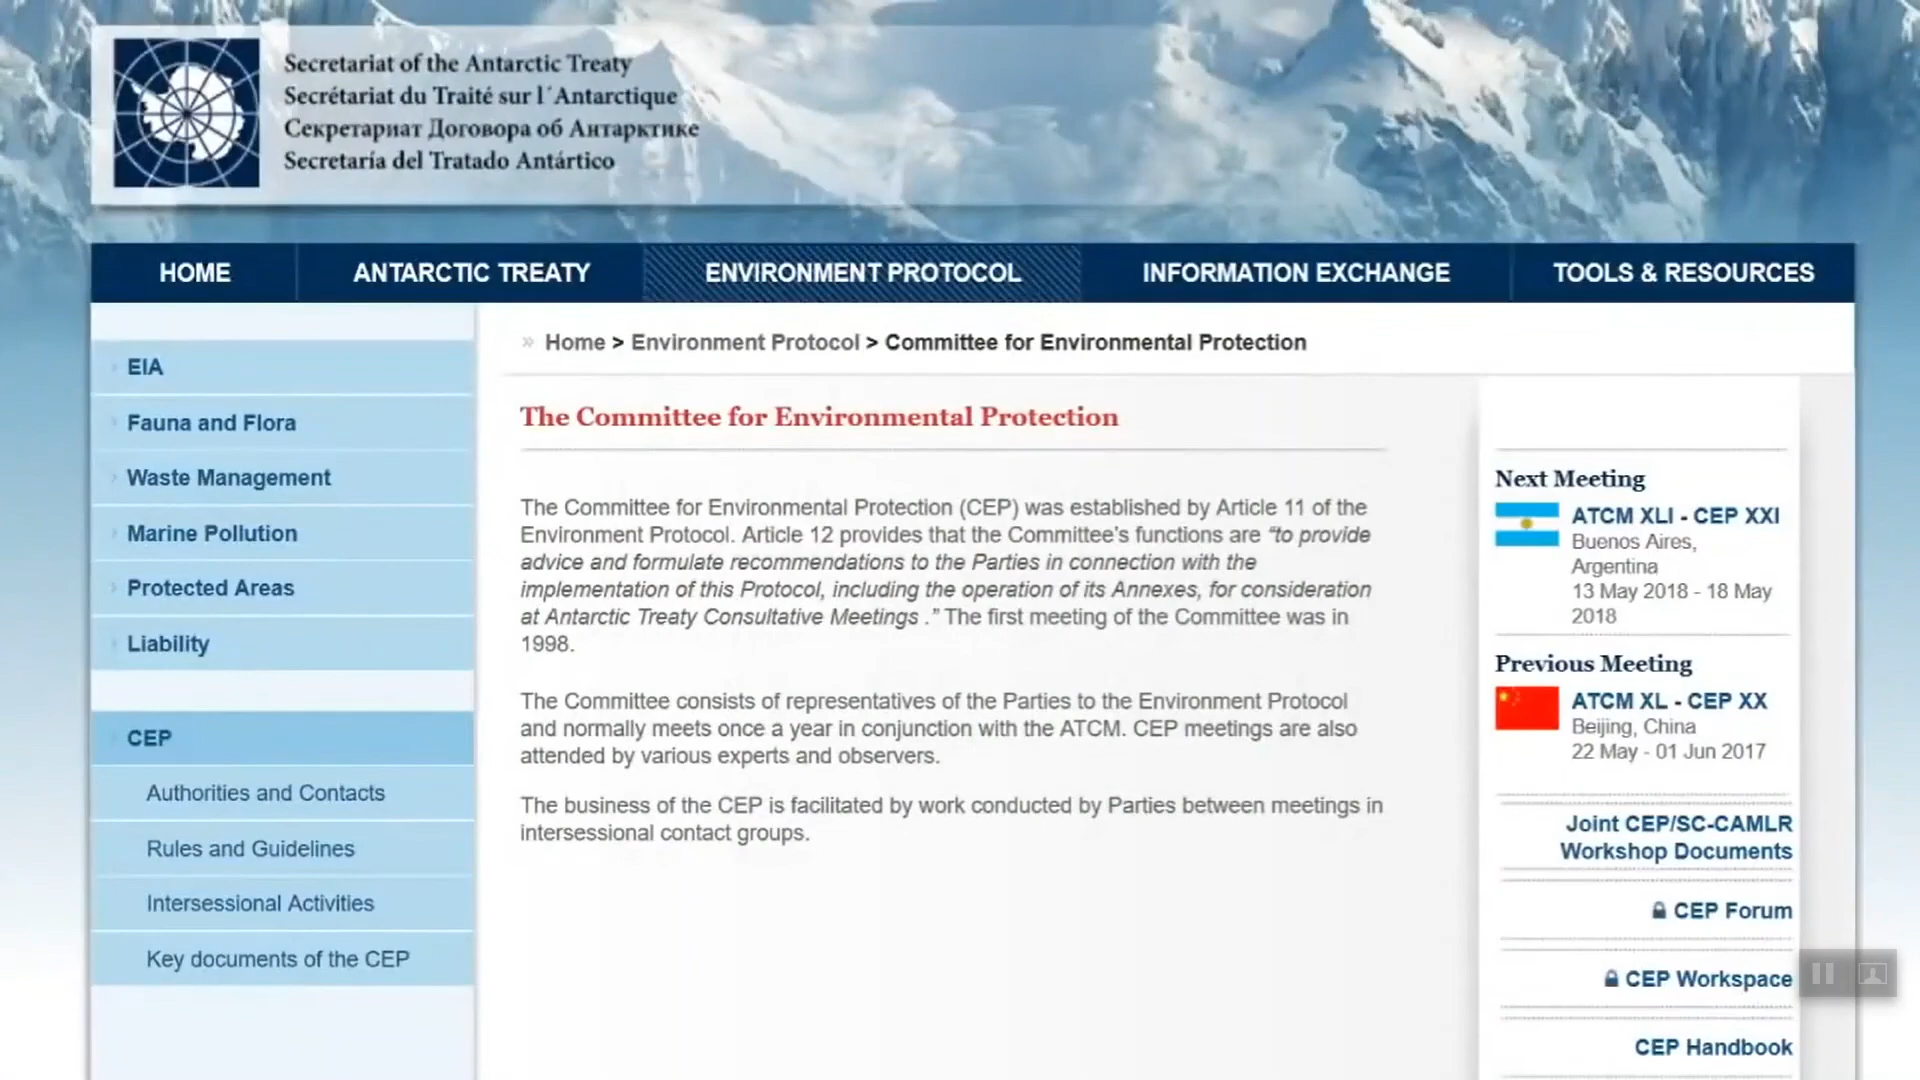 Secretariat of the Antarctic Treaty
Secrétariat du Traité sur l´Antarctique
Секретариат Договора об Антарктике
Secretaría del Tratado Antártico
HOME
ANTARCTIC TREATY
ENVIRONMENT PROTOCOL
INFORMATION EXCHANGE
TOOLS & RESOURCES
EIA
Fauna and Flora
Waste Management
Marine Pollution
Protected Areas
Liability
CEP
Authorities and Contacts
Rules and Guidelines
Intersessional Activities
Key documents of the CEP
» Home > Environment Protocol > Committee for Environmental Protection
The Committee for Environmental Protection
The Committee for Environmental Protection (CEP) was established by Article 11 of the
Environment Protocol. Article 12 provides that the Committee's functions are “to provide
advice and formulate recommendations to the Parties in connection with the
implementation of this Protocol, including the operation of its Annexes, for consideration
at Antarctic Treaty Consultative Meetings .” The first meeting of the Committee was in
1998.
The Committee consists of representatives of the Parties to the Environment Protocol
and normally meets once a year in conjunction with the ATCM. CEP meetings are also
attended by various experts and observers.
The business of the CEP is facilitated by work conducted by Parties between meetings in
intersessional contact groups.
Next Meeting
ATCM XLI - CEP XXI
Buenos Aires,
Argentina
13 May 2018 - 18 May
2018
Previous Meeting
ATCM XL - CEP XX
Beijing, China
22 May - 01 Jun 2017
Joint CEP/SC-CAMLR
Workshop Documents
CEP Forum
CEP Workspace
CEP Handbook